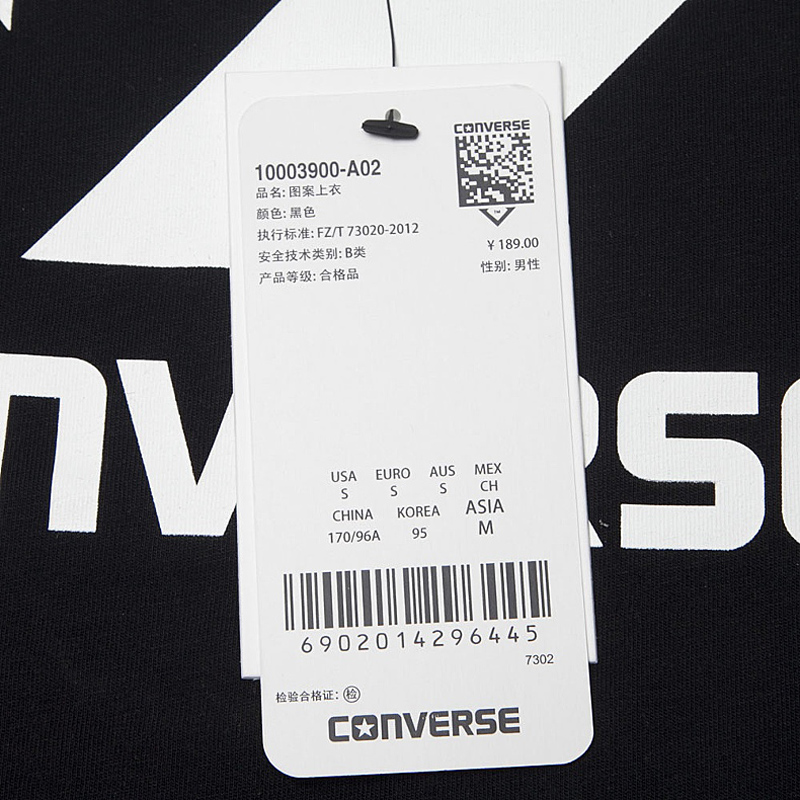 CONVERSE
10003900-A02
品名: 图案上衣
颜色: 黑色
执行标准: FZ/T 73020-2012
安全技术类别: B类
产品等级: 合格品
TM
¥ 189.00
性别: 男性
NV RSE
USA EURO AUS MEX
S S S CH
CHINA KOREA ASIA
170/96A 95 M
6902014296445
7302
检验合格证: 检
CONVERSE